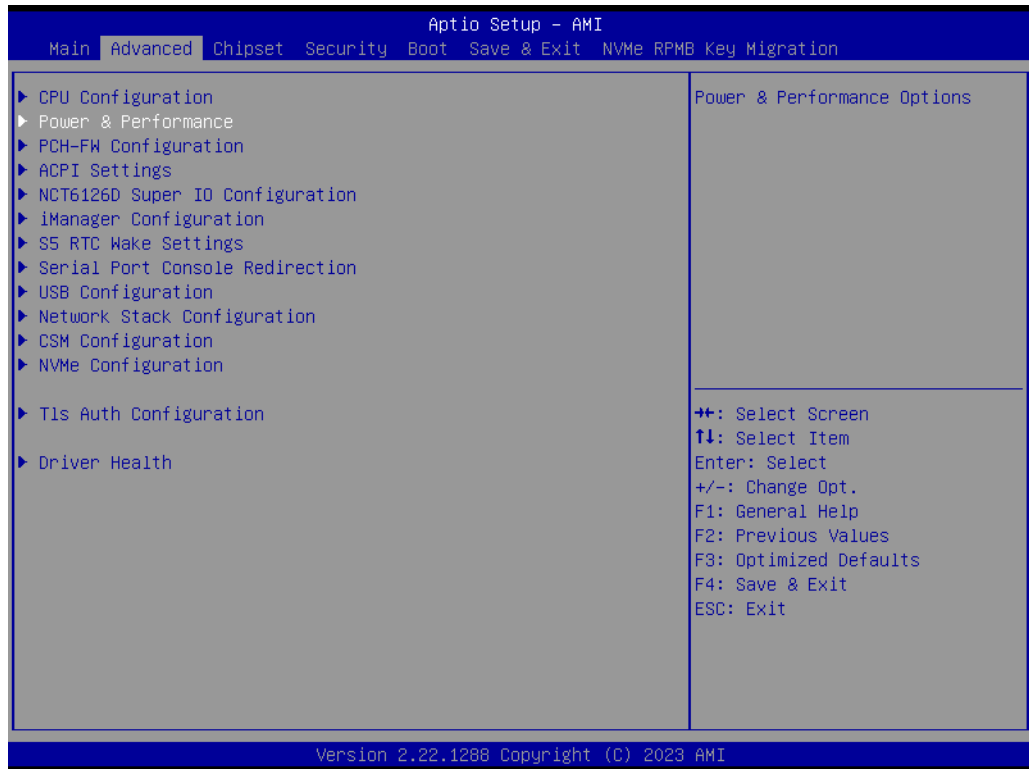 Aptio Setup – AMI
Main Advanced Chipset Security Boot Save & Exit NVMe RPMB Key Migration
▶ CPU Configuration
▶ Power & Performance
▶ PCH-FW Configuration
▶ ACPI Settings
▶ NCT6126D Super IO Configuration
▶ iManager Configuration
▶ S5 RTC Wake Settings
▶ Serial Port Console Redirection
▶ USB Configuration
▶ Network Stack Configuration
▶ CSM Configuration
▶ NVMe Configuration
▶ Tls Auth Configuration
▶ Driver Health
Power & Performance Options
→←: Select Screen
↑↓: Select Item
Enter: Select
+/-: Change Opt.
F1: General Help
F2: Previous Values
F3: Optimized Defaults
F4: Save & Exit
ESC: Exit
Version 2.22.1288 Copyright (C) 2023 AMI